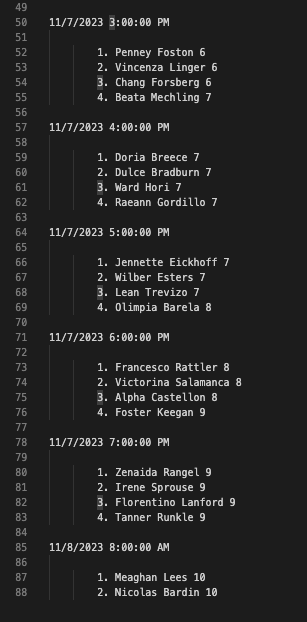 49
50 11/7/2023 3:00:00 PM
51
52 1. Penney Foston 6
53 2. Vincenza Linger 6
54 3. Chang Forsberg 6
55 4. Beata Mechling 7
56
57 11/7/2023 4:00:00 PM
58
59 1. Doria Breece 7
60 2. Dulce Bradburn 7
61 3. Ward Hori 7
62 4. Raeann Gordillo 7
63
64 11/7/2023 5:00:00 PM
65
66 1. Jennette Eickhoff 7
67 2. Wilber Esters 7
68 3. Lean Trevizo 7
69 4. Olimpia Barela 8
70
71 11/7/2023 6:00:00 PM
72
73 1. Francesco Rattler 8
74 2. Victorina Salamanca 8
75 3. Alpha Castellon 8
76 4. Foster Keegan 9
77
78 11/7/2023 7:00:00 PM
79
80 1. Zenaida Rangel 9
81 2. Irene Sprouse 9
82 3. Florentino Lanford 9
83 4. Tanner Runkle 9
84
85 11/8/2023 8:00:00 AM
86
87 1. Meaghan Lees 10
88 2. Nicolas Bardin 10